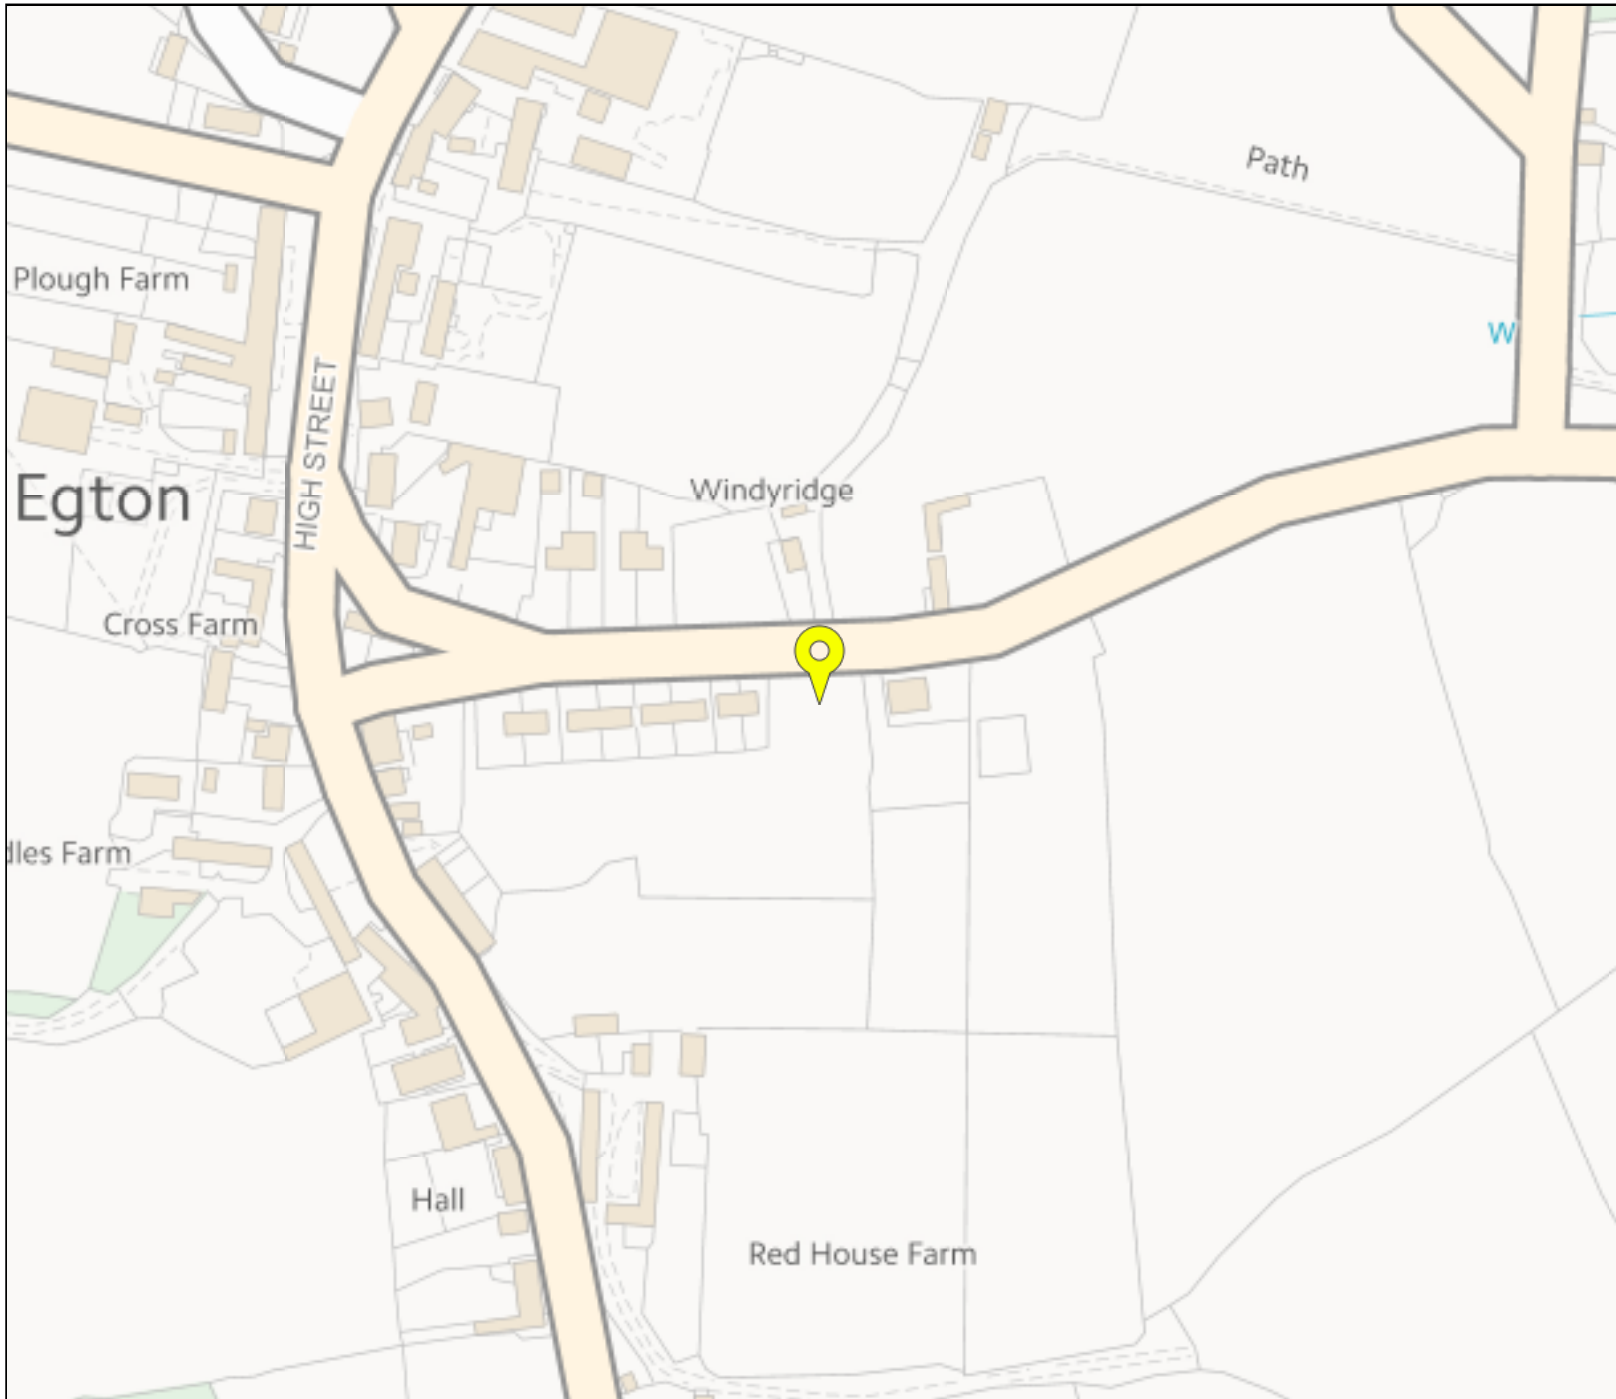 Path
Plough Farm
W
HIGH STREET
Windyridge
Egton
Cross Farm
dles Farm
Hall
Red House Farm